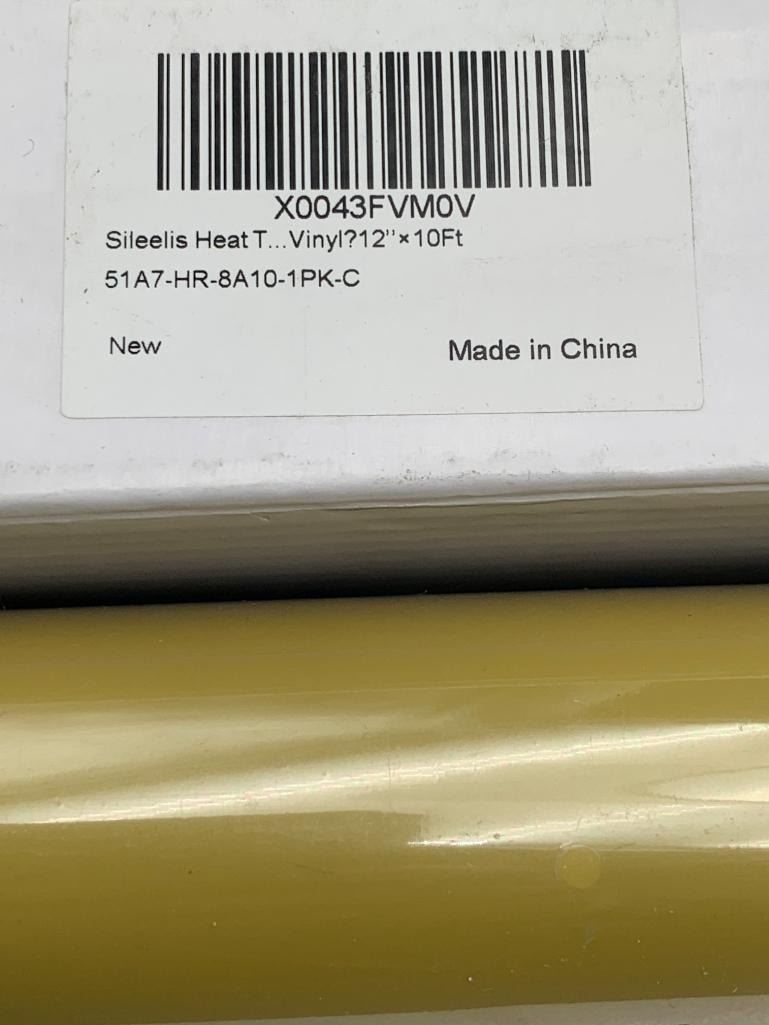 X0043FVM0V
Sileelis Heat T...Vinyl?12"×10Ft
51A7-HR-8A10-1PK-C
New
Made in China